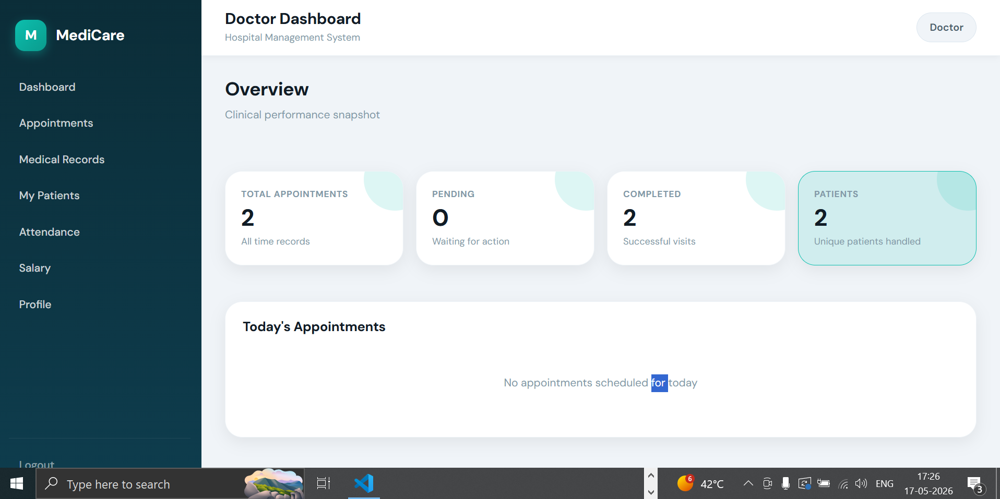 M
MediCare
Dashboard
Appointments
Medical Records
My Patients
Attendance
Salary
Profile
Logout
Doctor Dashboard
Hospital Management System
Doctor
Overview
Clinical performance snapshot
TOTAL APPOINTMENTS
2
All time records
PENDING
0
Waiting for action
COMPLETED
2
Successful visits
PATIENTS
2
Unique patients handled
Today's Appointments
No appointments scheduled for today
Type here to search
6
42°C
ENG
17:26
17-05-2026
3